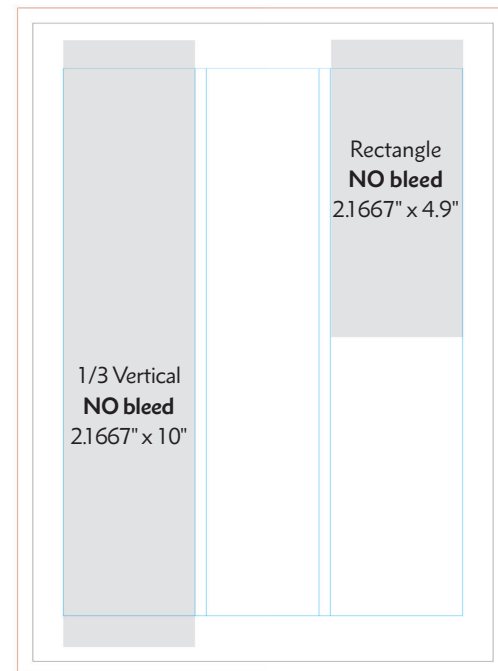 Rectangle
NO bleed
2.1667" x 4.9"
1/3 Vertical
NO bleed
2.1667" x 10"